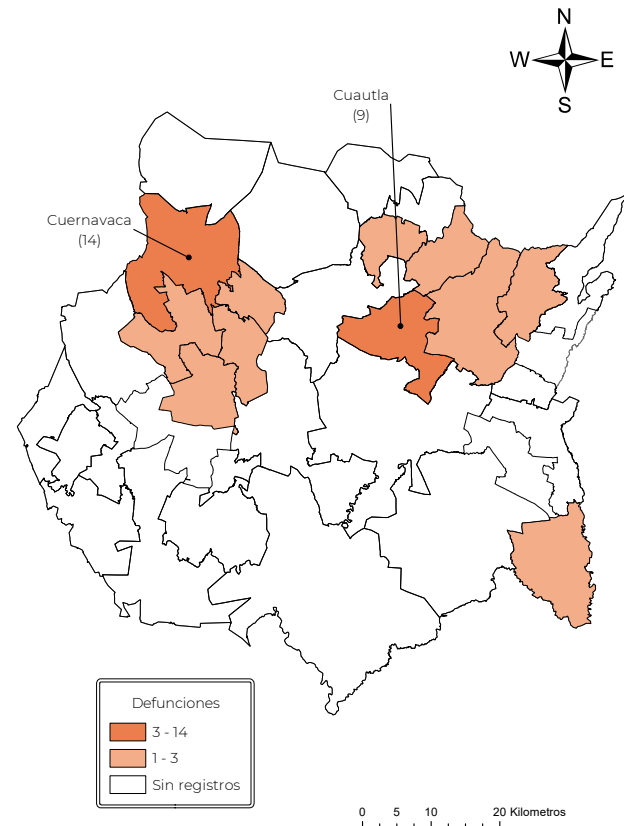 N
W E
S
Cuautla
(9)
Cuernavaca
(14)
Defunciones
3 - 14
1 - 3
Sin registros
0 5 10 20 Kilometros